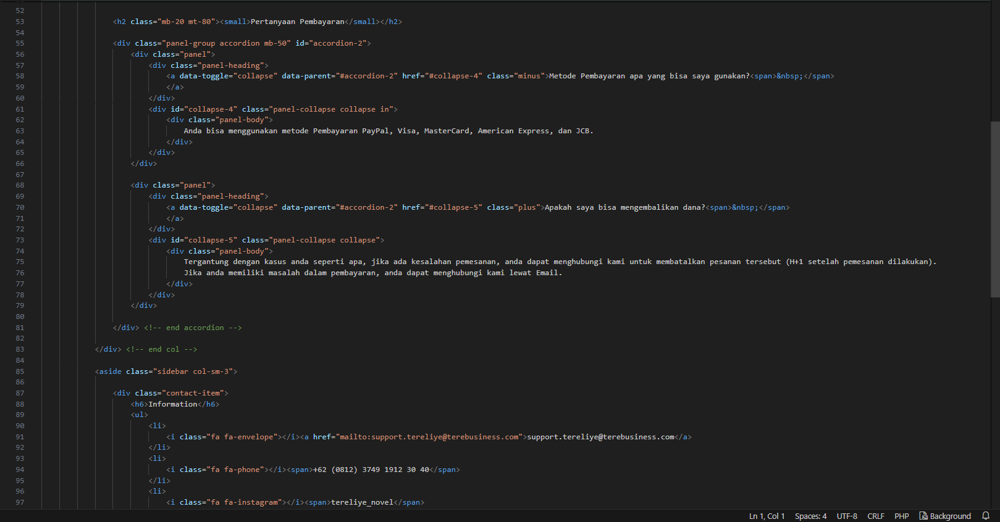 52
53 <h2 class="mb-20 mt-80"><small>Pertanyaan Pembayaran</small></h2>
54
55 <div class="panel-group accordion mb-50" id="accordion-2">
56 <div class="panel">
57 <div class="panel-heading">
58 <a data-toggle="collapse" data-parent="#accordion-2" href="#collapse-4" class="minus">Metode Pembayaran apa yang bisa saya gunakan?<span>&nbsp;</span>
59 </a>
60 </div>
61 <div id="collapse-4" class="panel-collapse collapse in">
62 <div class="panel-body">
63 Anda bisa menggunakan metode Pembayaran PayPal, Visa, MasterCard, American Express, dan JCB.
64 </div>
65 </div>
66 </div>
67
68 <div class="panel">
69 <div class="panel-heading">
70 <a data-toggle="collapse" data-parent="#accordion-2" href="#collapse-5" class="plus">Apakah saya bisa mengembalikan dana?<span>&nbsp;</span>
71 </a>
72 </div>
73 <div id="collapse-5" class="panel-collapse collapse">
74 <div class="panel-body">
75 Tergantung dengan kasus anda seperti apa, jika ada kesalahan pemesanan, anda dapat menghubungi kami untuk membatalkan pesanan tersebut (H+1 setelah pemesanan dilakukan).
76 Jika anda memiliki masalah dalam pembayaran, anda dapat menghubungi kami lewat Email.
77 </div>
78 </div>
79 </div>
80
81 </div> <!-- end accordion -->
82
83 </div> <!-- end col -->
84
85 <aside class="sidebar col-sm-3">
86
87 <div class="contact-item">
88 <h6>Information</h6>
89 <ul>
90 <li>
91 <i class="fa fa-envelope"></i><a href="mailto:support.tereliye@terebusiness.com">support.tereliye@terebusiness.com</a>
92 </li>
93 <li>
94 <i class="fa fa-phone"></i><span>+62 (0812) 3749 1912 30 40</span>
95 </li>
96 <li>
97 <i class="fa fa-instagram"></i><span>tereliye_novel</span>
Ln 1, Col 1 Spaces: 4 UTF-8 CRLF PHP Background